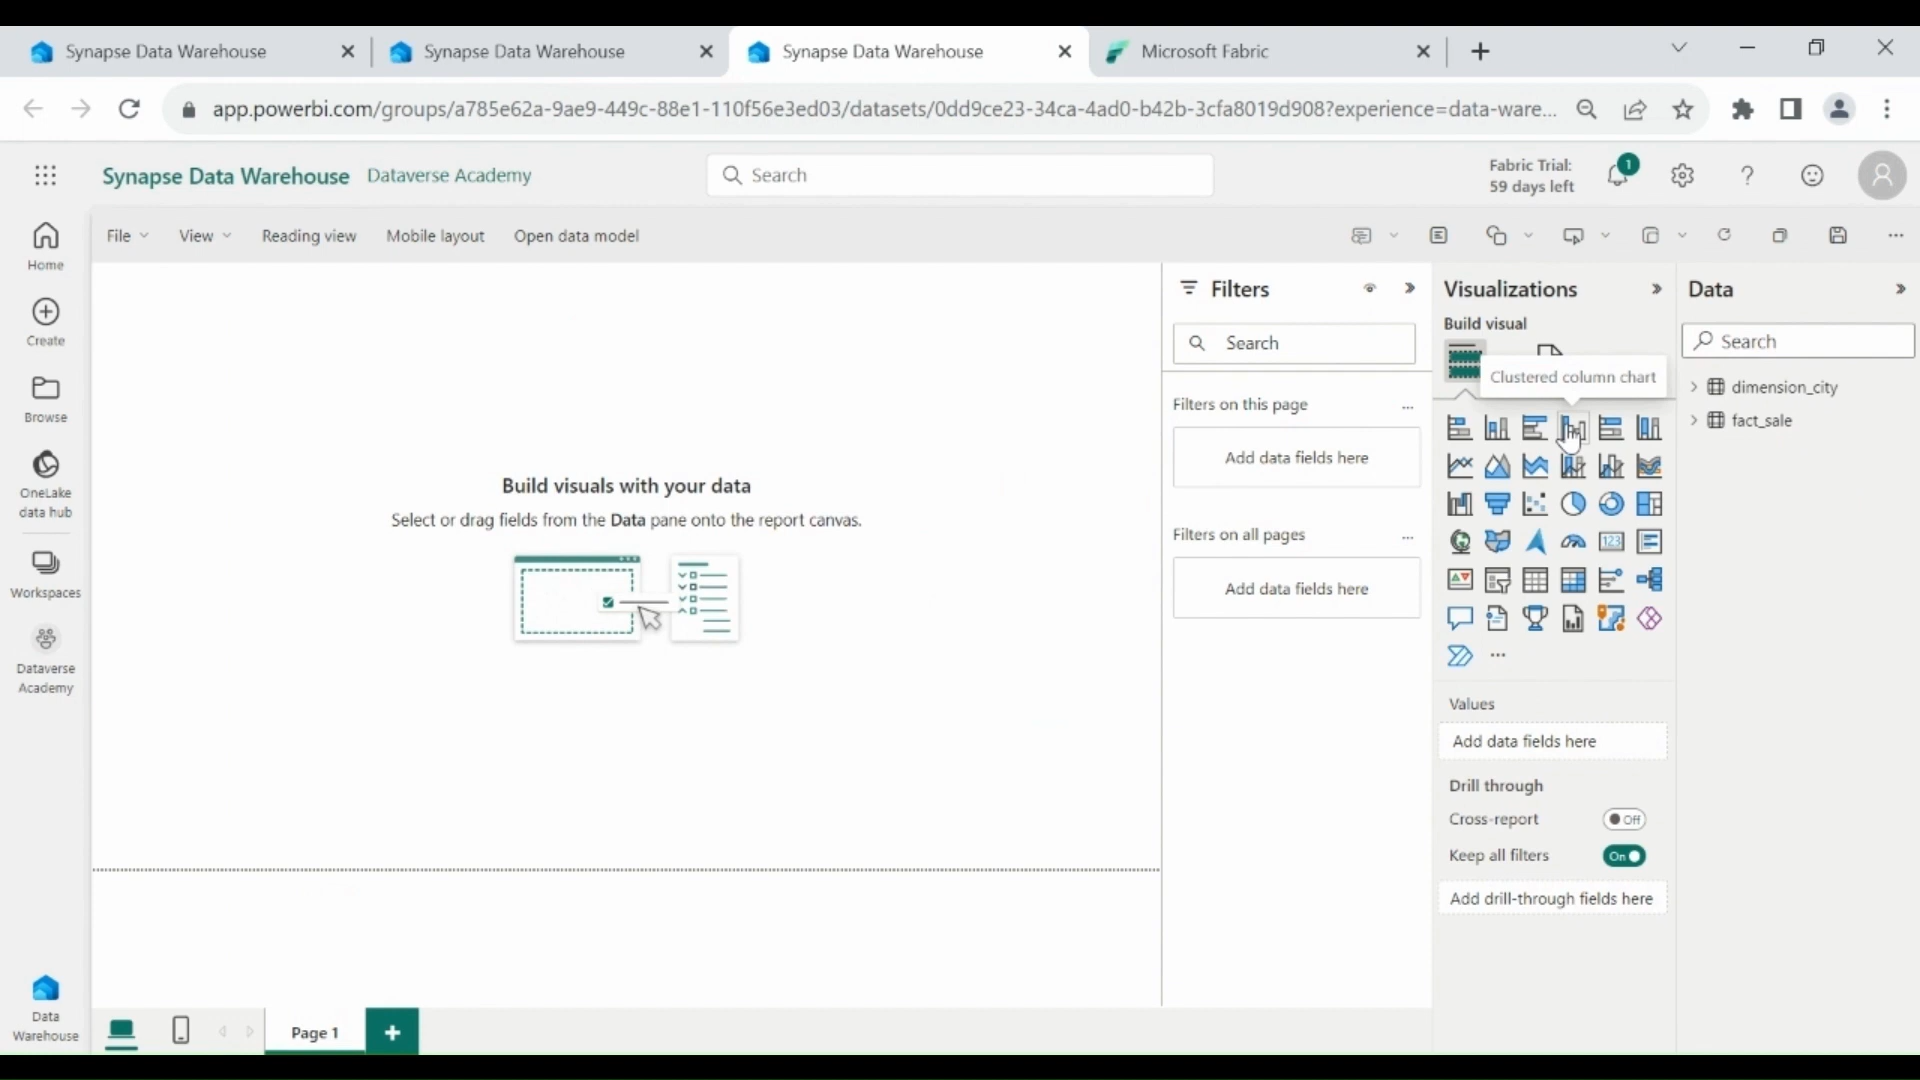 Synapse Data Warehouse
Synapse Data Warehouse
Synapse Data Warehouse
Microsoft Fabric
app.powerbi.com/groups/a785e62a-9ae9-449c-88e1-110f56e3ed03/datasets/0dd9ce23-34ca-4ad0-b42b-3cfa8019d908?experience=data-ware...
Synapse Data Warehouse Dataverse Academy
Search
Fabric Trial:
59 days left
1
Home
Create
Browse
OneLake
data hub
Workspaces
Dataverse
Academy
Data
Warehouse
File
View
Reading view
Mobile layout
Open data model
Build visuals with your data
Select or drag fields from the Data pane onto the report canvas.
Filters
Search
Filters on this page
Add data fields here
Filters on all pages
Add data fields here
Visualizations
Build visual
Clustered column chart
123
Values
Add data fields here
Drill through
Cross-report
Off
Keep all filters
On
Add drill-through fields here
Data
Search
dimension_city
fact_sale
Page 1